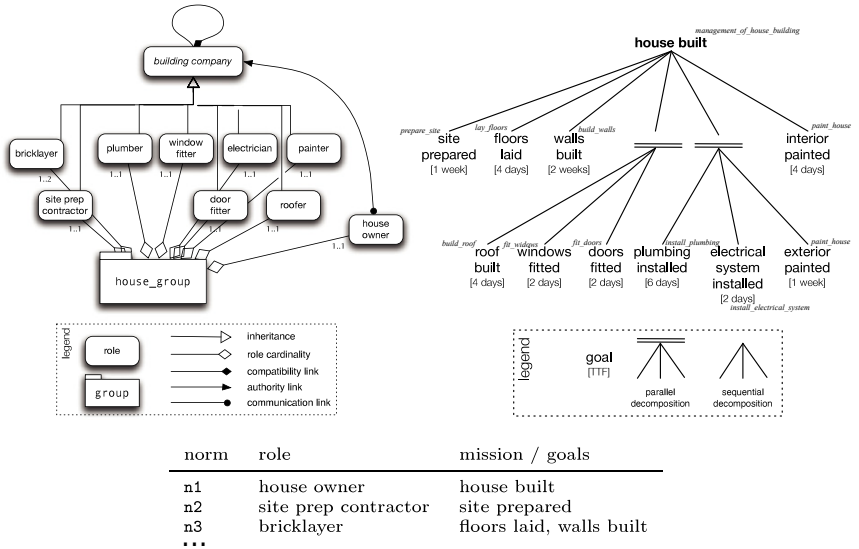 building company
bricklayer
plumber
window
fitter
electrician
painter
1..2
1..1
1..1
1..1
1..1
site prep
contractor
door
fitter
roofer
house
owner
1..1
1..1
1..1
1..1
house_group
legend
role
group
inheritance
role cardinality
compatibility link
authority link
communication link
management_of_house_building
house built
prepare_site
site
prepared
[1 week]
lay_floors
floors
laid
[4 days]
build_walls
walls
built
[2 weeks]
paint_house
interior
painted
[4 days]
build_roof
roof
built
[4 days]
fit_widows
windows
fitted
[2 days]
fit_doors
doors
fitted
[2 days]
install_plumbing
plumbing
installed
[6 days]
electrical
system
installed
[2 days]
install_electrical_system
paint_house
exterior
painted
[1 week]
legend
goal
[TTF]
parallel
decomposition
sequential
decomposition
norm role mission / goals
n1 house owner house built
n2 site prep contractor site prepared
n3 bricklayer floors laid, walls built
...